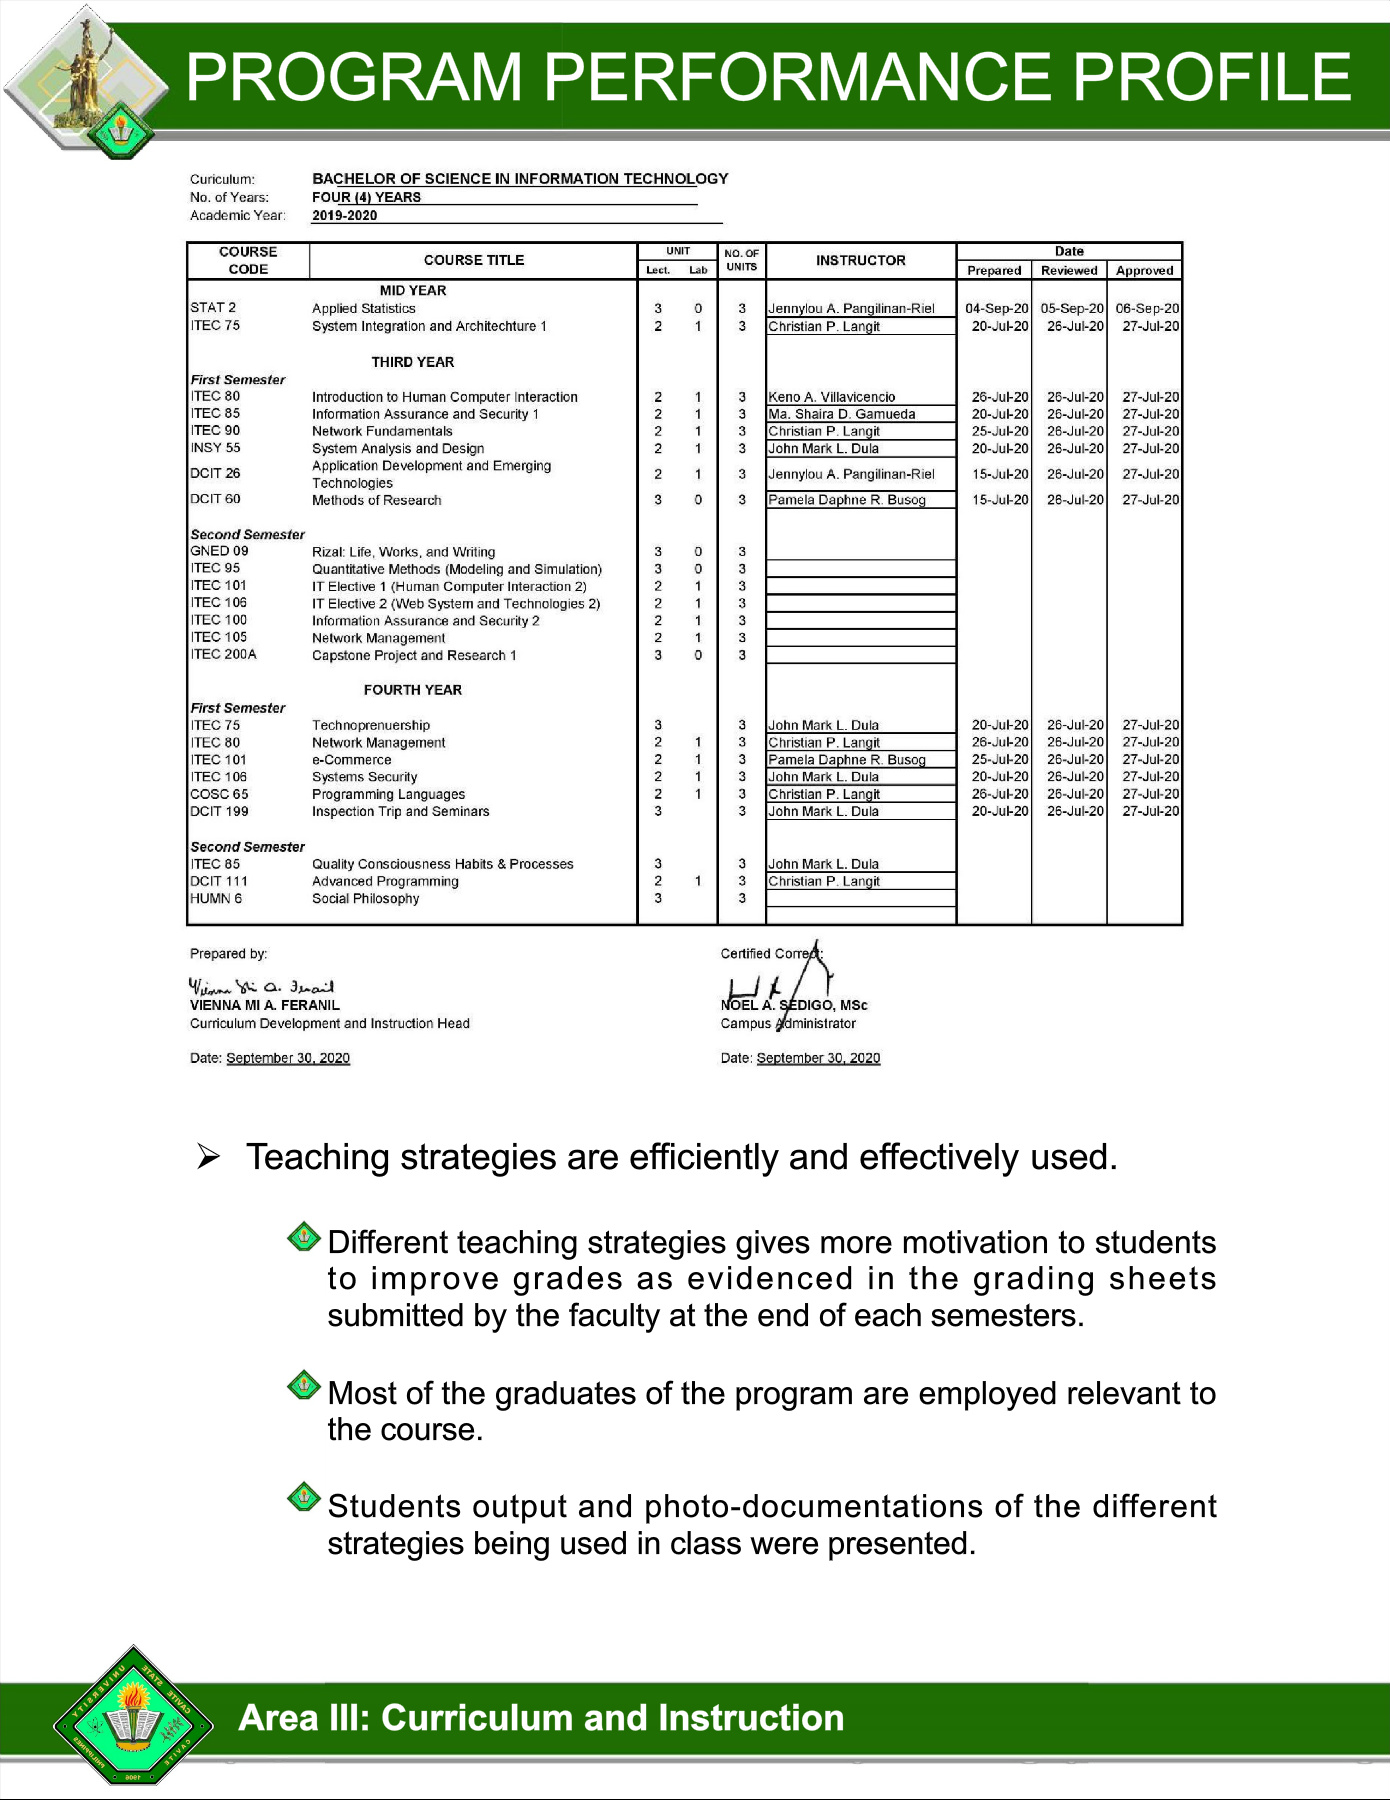 PROGRAM PERFORMANCE PROFILE
Curiculum: BACHELOR OF SCIENCE IN INFORMATION TECHNOLOGY
No. of Years: FOUR (4) YEARS
Academic Year: 2019-2020
COURSE CODE COURSE TITLE UNIT Lect. Lab NO. OF UNITS INSTRUCTOR Date Prepared Reviewed Approved
MID YEAR
STAT 2 Applied Statistics 3 0 3 Jennylou A. Pangilinan-Riel 04-Sep-20 05-Sep-20 06-Sep-20
ITEC 75 System Integration and Architechture 1 2 1 3 Christian P. Langit 20-Jul-20 26-Jul-20 27-Jul-20
THIRD YEAR
First Semester
ITEC 80 Introduction to Human Computer Interaction 2 1 3 Keno A. Villavicencio 26-Jul-20 26-Jul-20 27-Jul-20
ITEC 85 Information Assurance and Security 1 2 1 3 Ma. Shaira D. Gamueda 20-Jul-20 26-Jul-20 27-Jul-20
ITEC 90 Network Fundamentals 2 1 3 Christian P. Langit 25-Jul-20 26-Jul-20 27-Jul-20
INSY 55 System Analysis and Design 2 1 3 John Mark L. Dula 20-Jul-20 26-Jul-20 27-Jul-20
DCIT 26 Application Development and Emerging Technologies 2 1 3 Jennylou A. Pangilinan-Riel 15-Jul-20 26-Jul-20 27-Jul-20
DCIT 60 Methods of Research 3 0 3 Pamela Daphne R. Busog 15-Jul-20 26-Jul-20 27-Jul-20
Second Semester
GNED 09 Rizal: Life, Works, and Writing 3 0 3
ITEC 95 Quantitative Methods (Modeling and Simulation) 3 0 3
ITEC 101 IT Elective 1 (Human Computer Interaction 2) 2 1 3
ITEC 106 IT Elective 2 (Web System and Technologies 2) 2 1 3
ITEC 100 Information Assurance and Security 2 2 1 3
ITEC 105 Network Management 2 1 3
ITEC 200A Capstone Project and Research 1 3 0 3
FOURTH YEAR
First Semester
ITEC 75 Technoprenuership 3 3 John Mark L. Dula 20-Jul-20 26-Jul-20 27-Jul-20
ITEC 80 Network Management 2 1 3 Christian P. Langit 26-Jul-20 26-Jul-20 27-Jul-20
ITEC 101 e-Commerce 2 1 3 Pamela Daphne R. Busog 25-Jul-20 26-Jul-20 27-Jul-20
ITEC 106 Systems Security 2 1 3 John Mark L. Dula 20-Jul-20 26-Jul-20 27-Jul-20
COSC 65 Programming Languages 2 1 3 Christian P. Langit 26-Jul-20 26-Jul-20 27-Jul-20
DCIT 199 Inspection Trip and Seminars 3 3 John Mark L. Dula 20-Jul-20 26-Jul-20 27-Jul-20
Second Semester
ITEC 85 Quality Consciousness Habits & Processes 3 3 John Mark L. Dula
DCIT 111 Advanced Programming 2 1 3 Christian P. Langit
HUMN 6 Social Philosophy 3 3
Prepared by: Certified Correct:
VIENNA MI A. FERANIL NOEL A. SEDIGO, MSc
Curriculum Development and Instruction Head Campus Administrator
Date: September 30, 2020 Date: September 30, 2020
Teaching strategies are efficiently and effectively used.
Different teaching strategies gives more motivation to students
to improve grades as evidenced in the grading sheets
submitted by the faculty at the end of each semesters.
Most of the graduates of the program are employed relevant to
the course.
Students output and photo-documentations of the different
strategies being used in class were presented.
Area III: Curriculum and Instruction
CAVITE STATE UNIVERSITY
CAVITE PHILIPPINES
1906